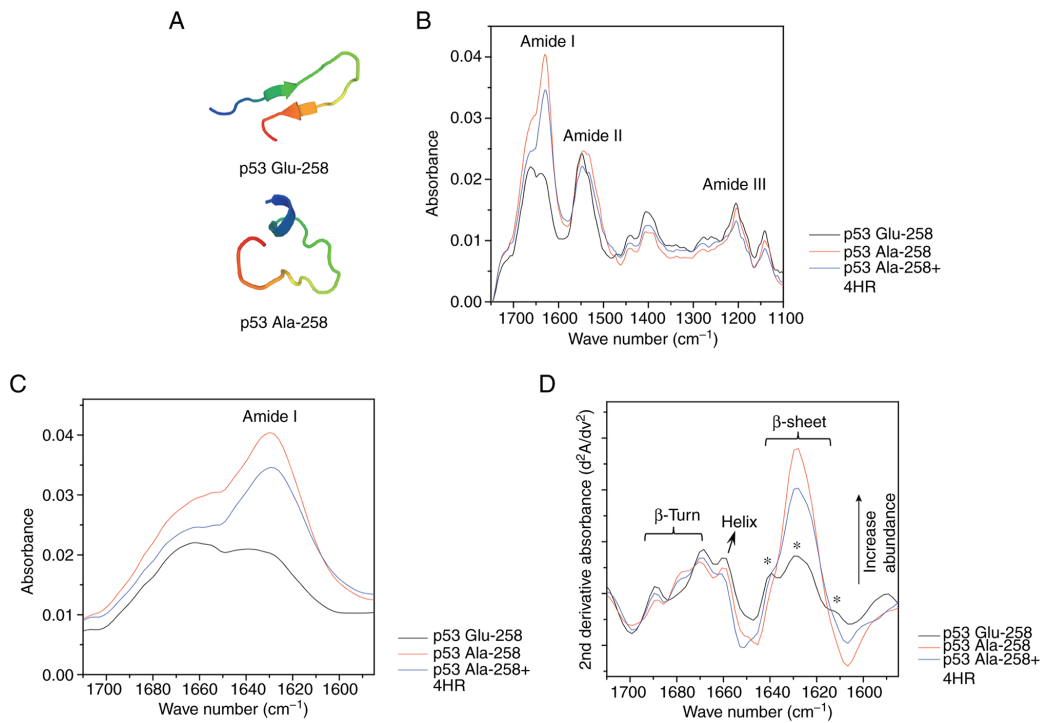 A
p53 Glu-258
p53 Ala-258
B
Amide I
Amide II
Amide III
0.04
0.03
0.02
0.01
0.00
Absorbance
1700 1600 1500 1400 1300 1200 1100
Wave number (cm⁻¹)
p53 Glu-258
p53 Ala-258
p53 Ala-258+
4HR
C
Amide I
0.04
0.03
0.02
0.01
0.00
Absorbance
1700 1680 1660 1640 1620 1600
Wave number (cm⁻¹)
p53 Glu-258
p53 Ala-258
p53 Ala-258+
4HR
D
β-sheet
β-Turn
Helix
*
*
*
Increase
abundance
2nd derivative absorbance (d²A/dv²)
1700 1680 1660 1640 1620 1600
Wave number (cm⁻¹)
p53 Glu-258
p53 Ala-258
p53 Ala-258+
4HR